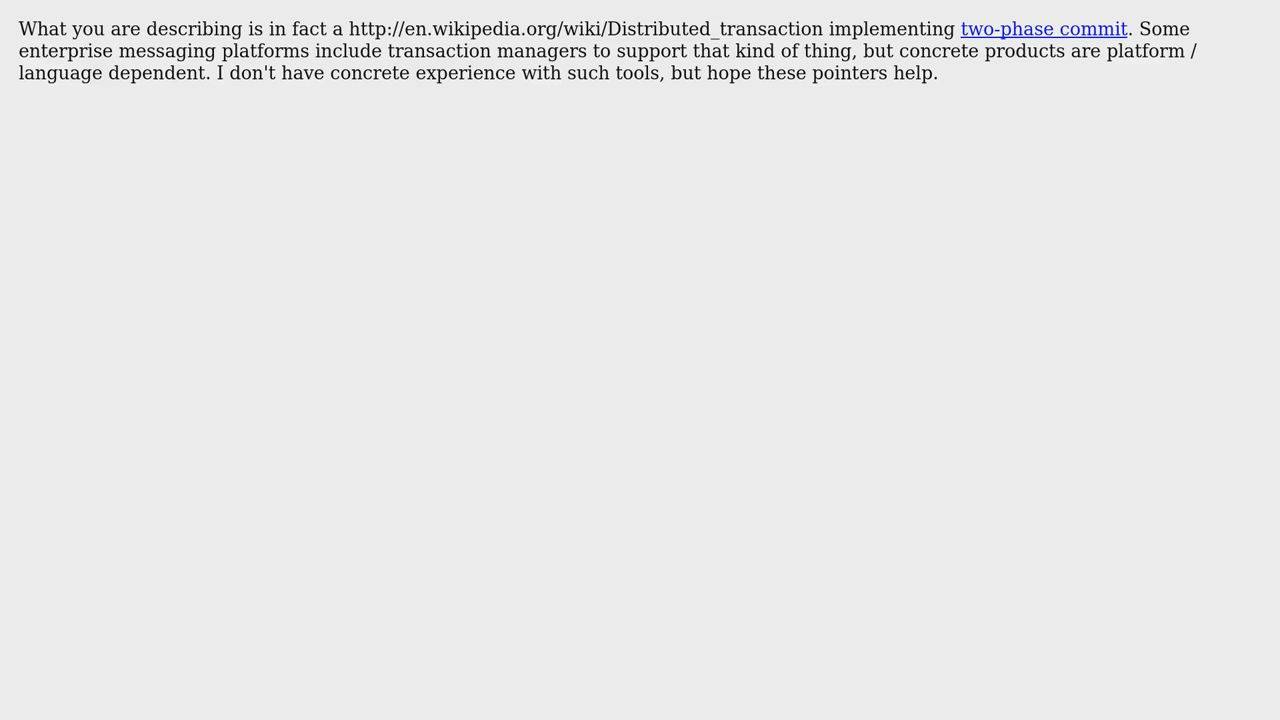 What you are describing is in fact a http://en.wikipedia.org/wiki/Distributed_transaction implementing two-phase commit. Some
enterprise messaging platforms include transaction managers to support that kind of thing, but concrete products are platform /
language dependent. I don't have concrete experience with such tools, but hope these pointers help.